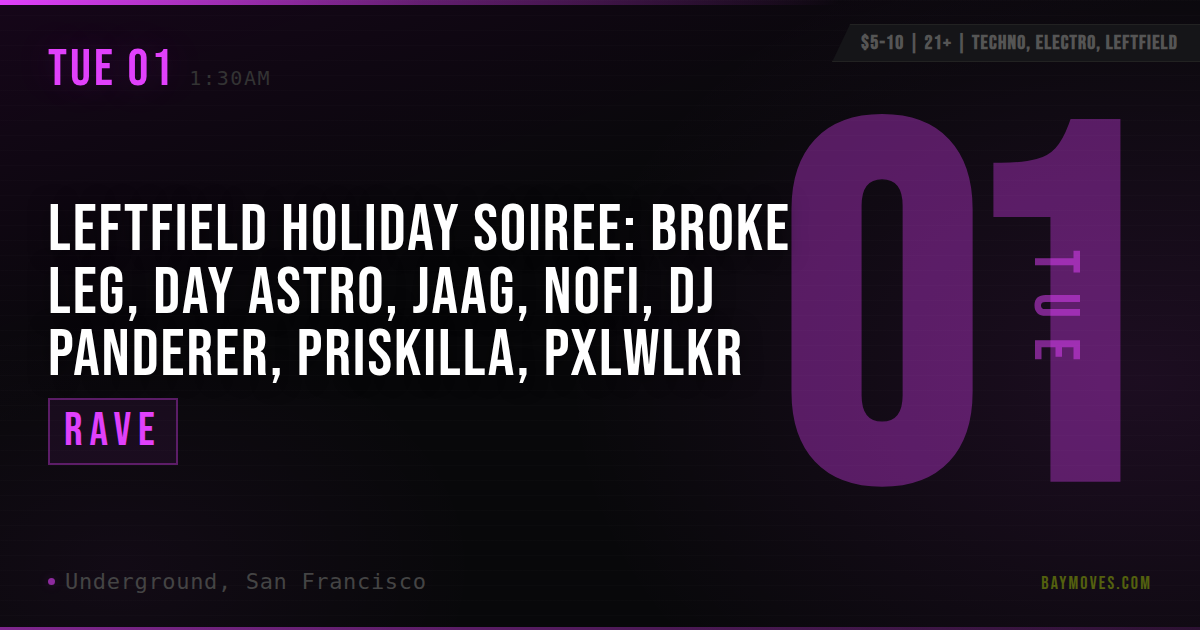 TUE 01 1:30AM
$5-10 | 21+ | TECHNO, ELECTRO, LEFTFIELD
LEFTFIELD HOLIDAY SOIREE: BROKE
LEG, DAY ASTRO, JAAG, NOFI, DJ
PANDERER, PRISKILLA, PXLWLKR
RAVE
01
TUE
Underground, San Francisco
BAYMOVES.COM